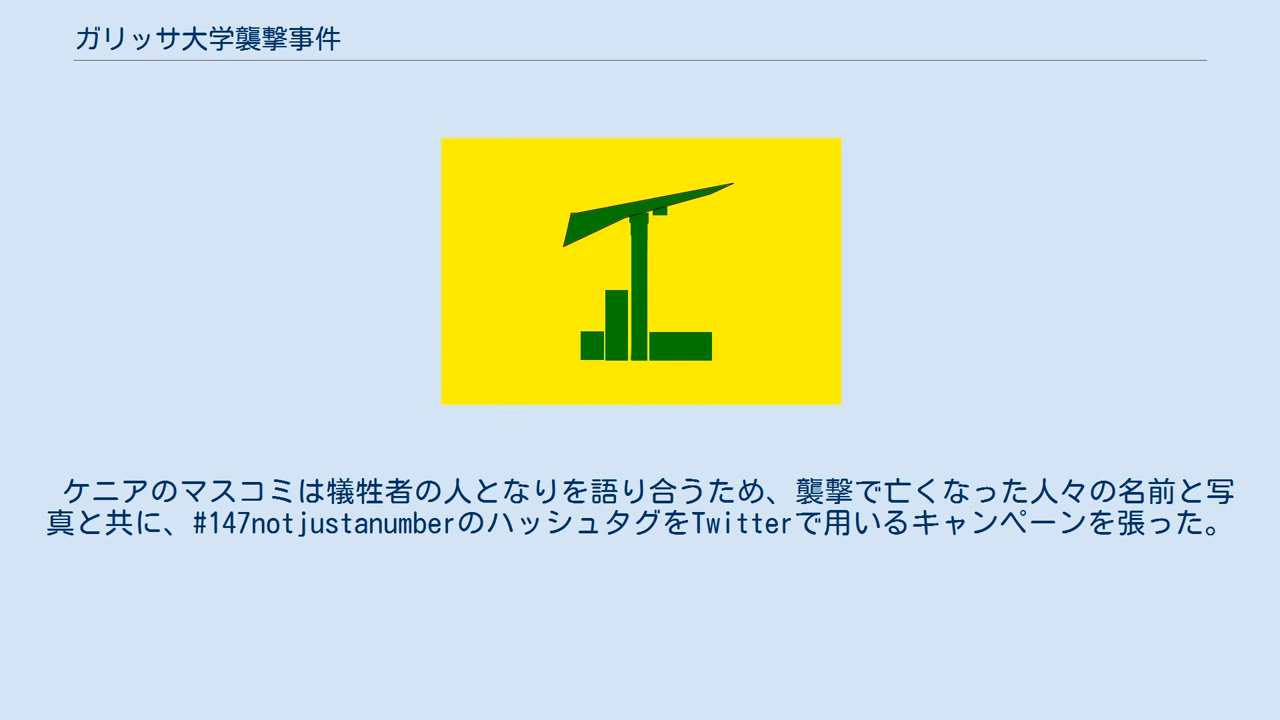 ガリッサ大学襲撃事件
ケニアのマスコミは犠牲者の人となりを語り合うため、襲撃で亡くなった人々の名前と写
真と共に、#147notjustanumberのハッシュタグをTwitterで用いるキャンペーンを張った。